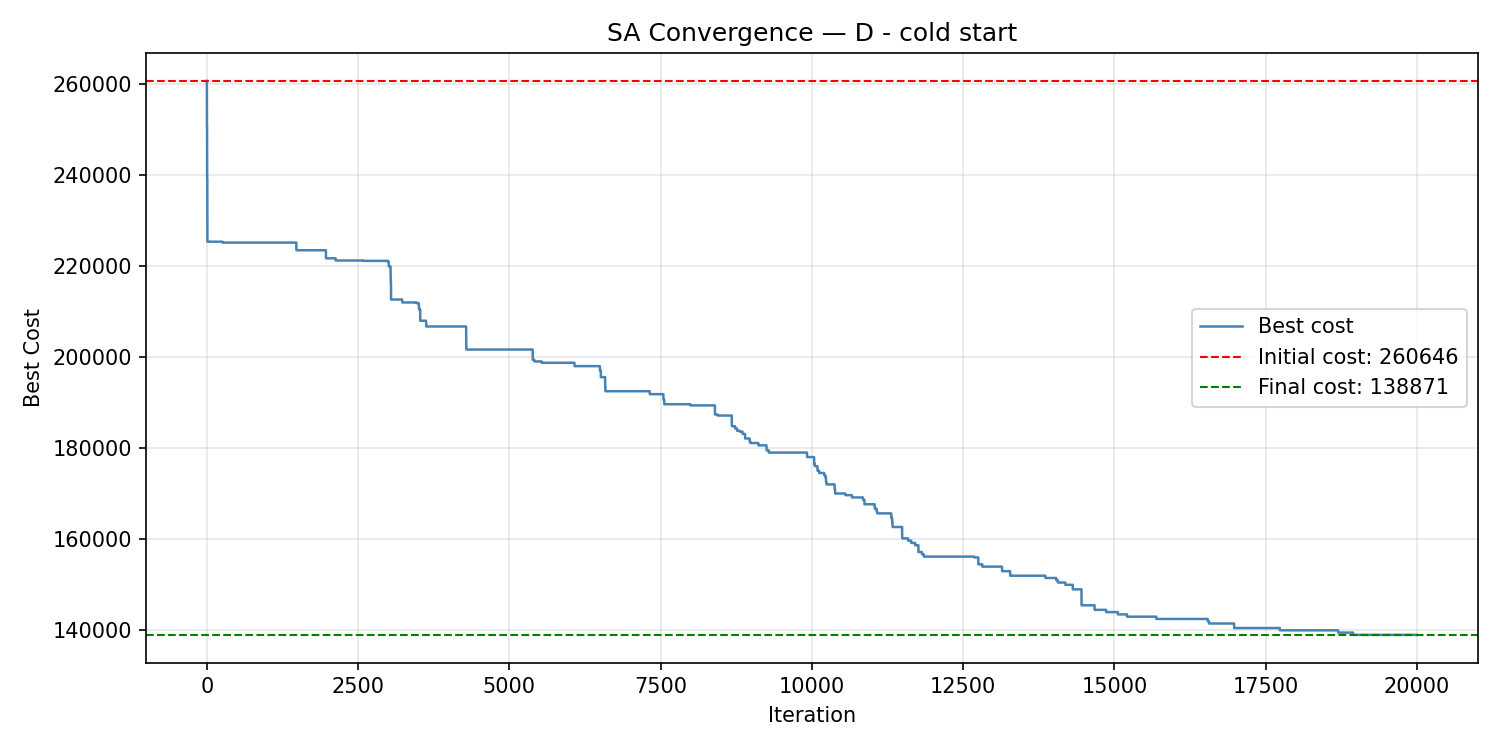 SA Convergence — D - cold start
Best Cost
260000
240000
220000
200000
180000
160000
140000
Best cost
Initial cost: 260646
Final cost: 138871
0
2500
5000
7500
10000
12500
15000
17500
20000
Iteration